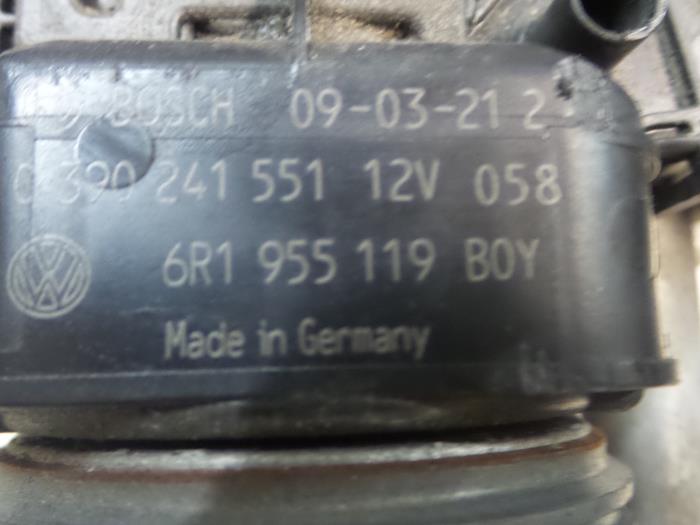 BOSCH 09-03-21 2
0 390 241 551 12V 058
6R1 955 119 BOY
Made in Germany